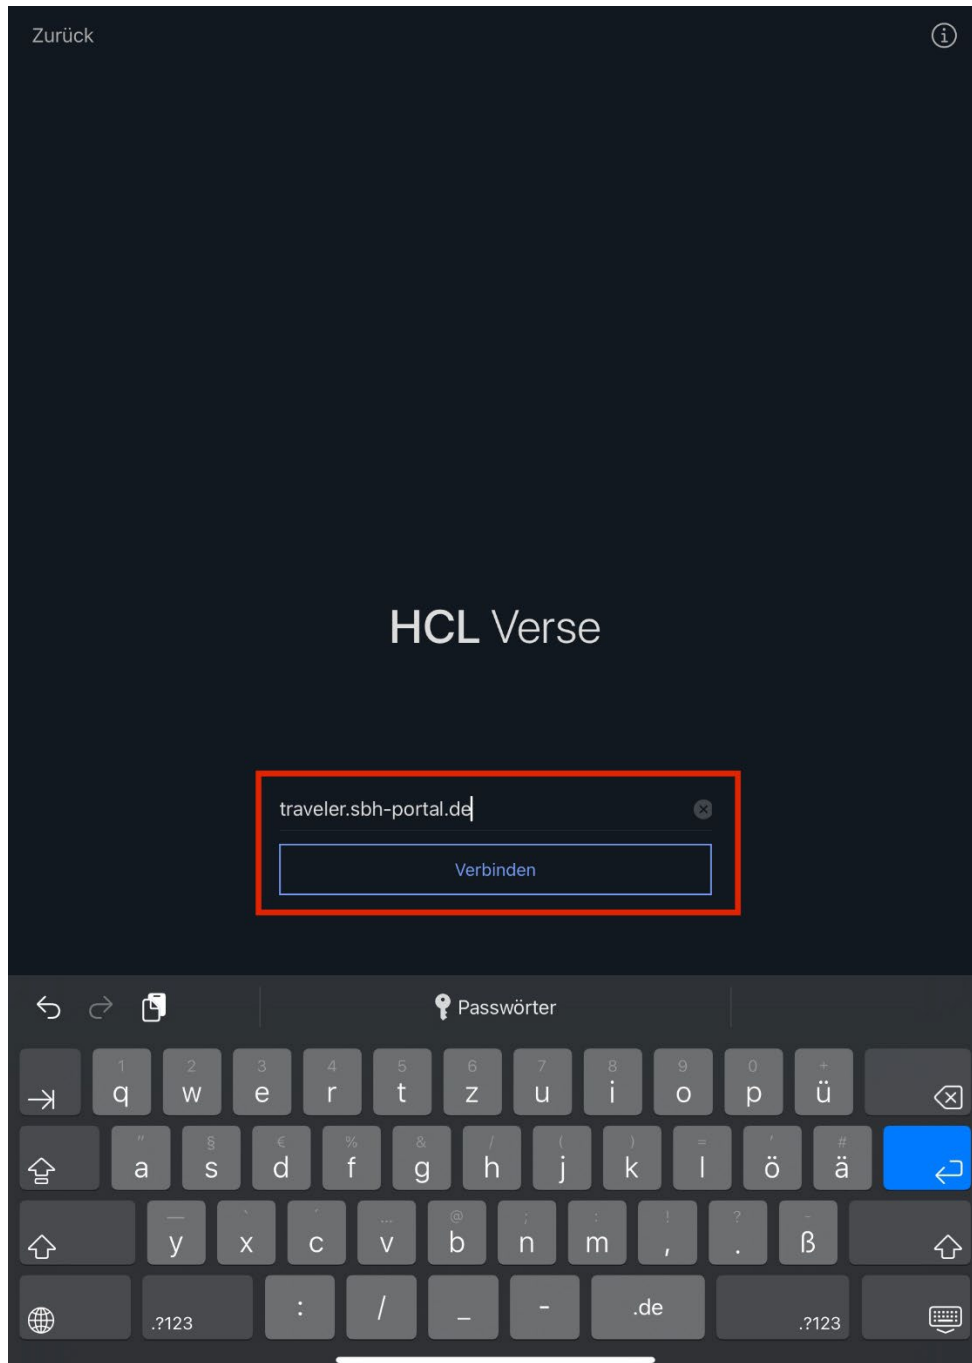 Zurück
HCL Verse
traveler.sbh-portal.de
Verbinden
Passwörter
1 2 3 4 5 6 7 8 9 0 +
q w e r t z u i o p ü
" § € % & / ( ) = ' #
a s d f g h j k l ö ä
— ` ´ ... @ ; : ! ? -
y x c v b n m , . ß
.?123 : / _ - .de .?123